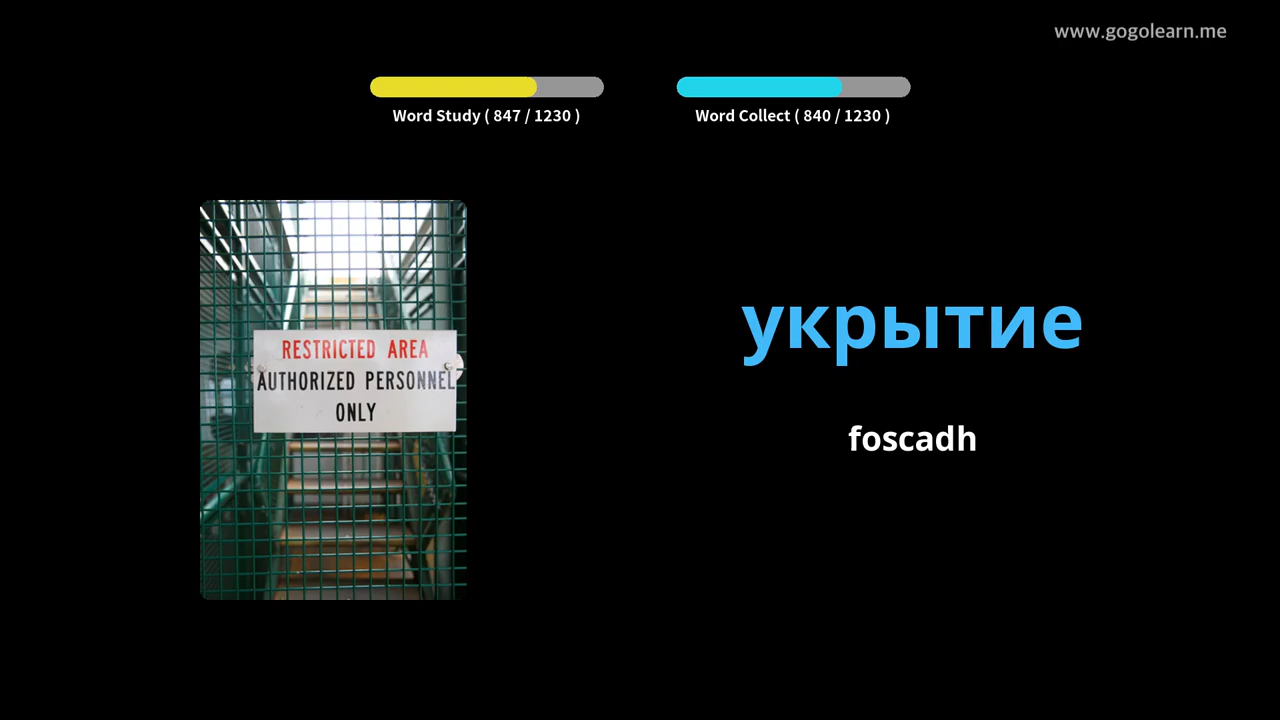 www.gogolearn.me
Word Study ( 847 / 1230 )
Word Collect ( 840 / 1230 )
RESTRICTED AREA
AUTHORIZED PERSONNEL
ONLY
укрытие
foscadh